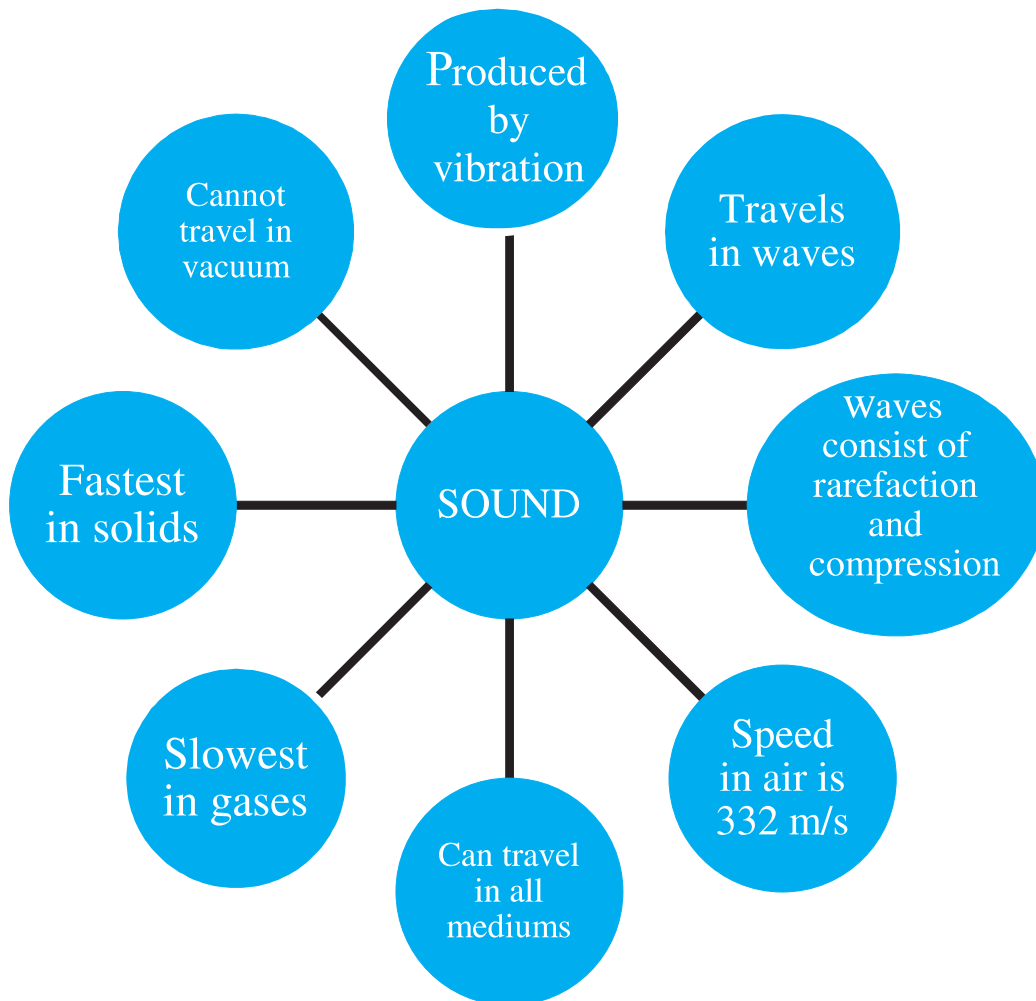 Produced
by
vibration
Travels
in waves
Waves
consist of
rarefaction
and
compression
Speed
in air is
332 m/s
Can travel
in all
mediums
Slowest
in gases
Fastest
in solids
Cannot
travel in
vacuum
SOUND